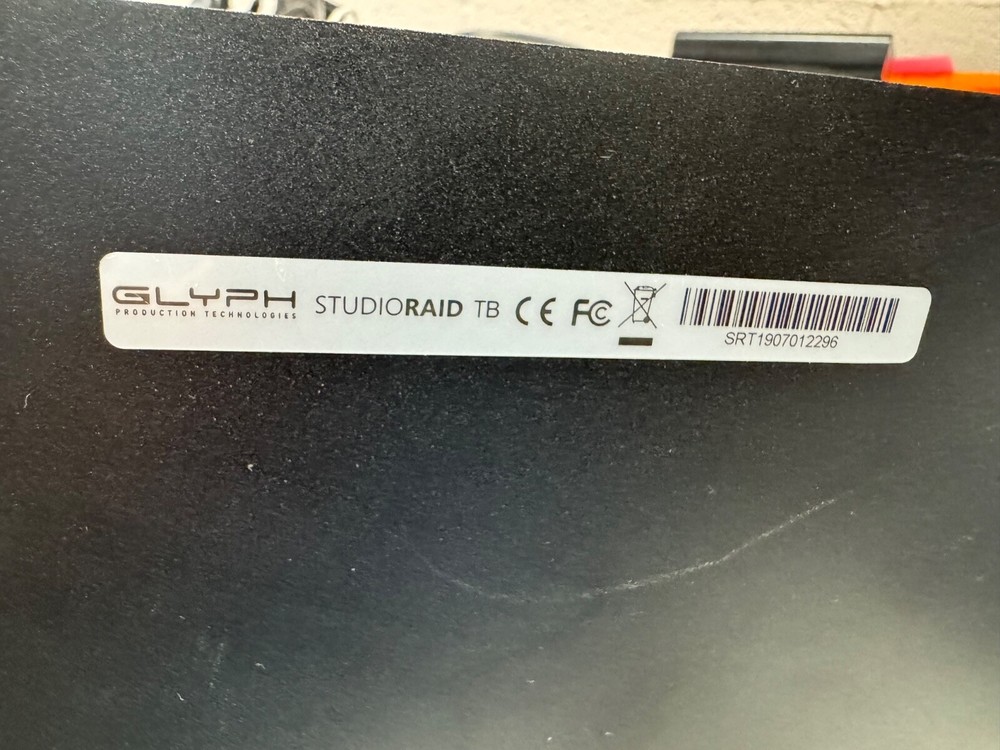 GLYPH
PRODUCTION TECHNOLOGIES
STUDIORAID TB CE FC
SRT1907012296